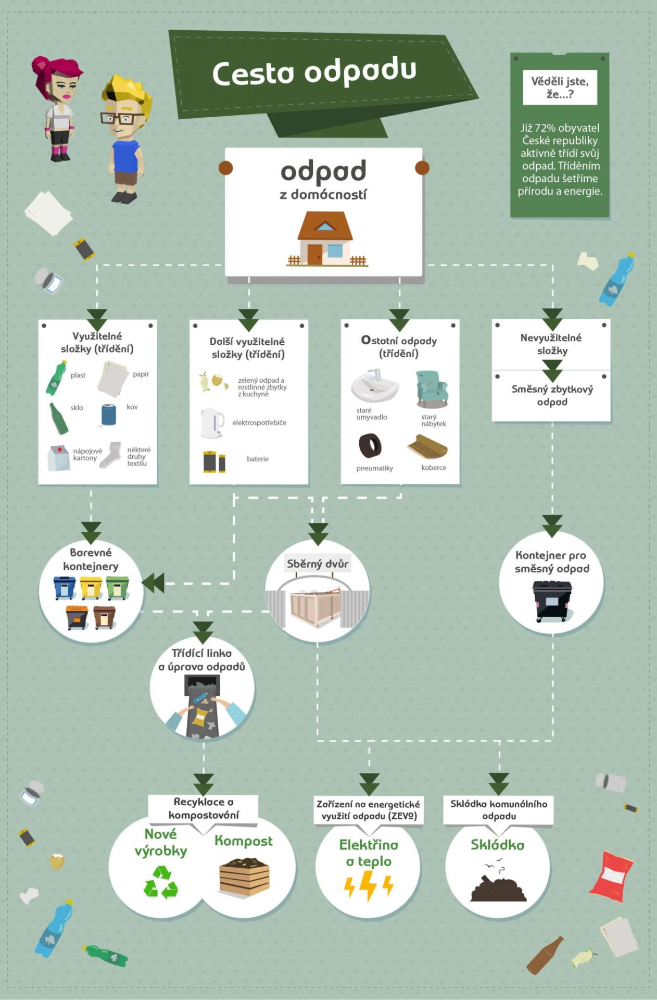 Cesta odpadu
Věděli jste,
že...?
Již 72% obyvatel
České republiky
aktivně třídí svůj
odpad. Tříděním
odpadu šetříme
přírodu a energie.
odpad
z domácností
Využitelné
složky (třídění)
plast
papír
sklo
kov
nápojové
kartony
některé
druhy
textilu
Další využitelné
složky (třídění)
zelený odpad a
rostlinné zbytky
z kuchyně
elektrospotřebiče
baterie
Ostatní odpady
(třídění)
staré
umyvadlo
starý
nábytek
pneumatiky
koberce
Nevyužitelné
složky
Směsný zbytkový
odpad
Barevné
kontejnery
Sběrný dvůr
Kontejner pro
směsný odpad
Třídící linka
a úprava odpadů
Recyklace a
kompostování
Nové
výrobky
Kompost
Zařízení na energetické
využití odpadu (ZEVO)
Elektřina
a teplo
Skládka komunálního
odpadu
Skládka